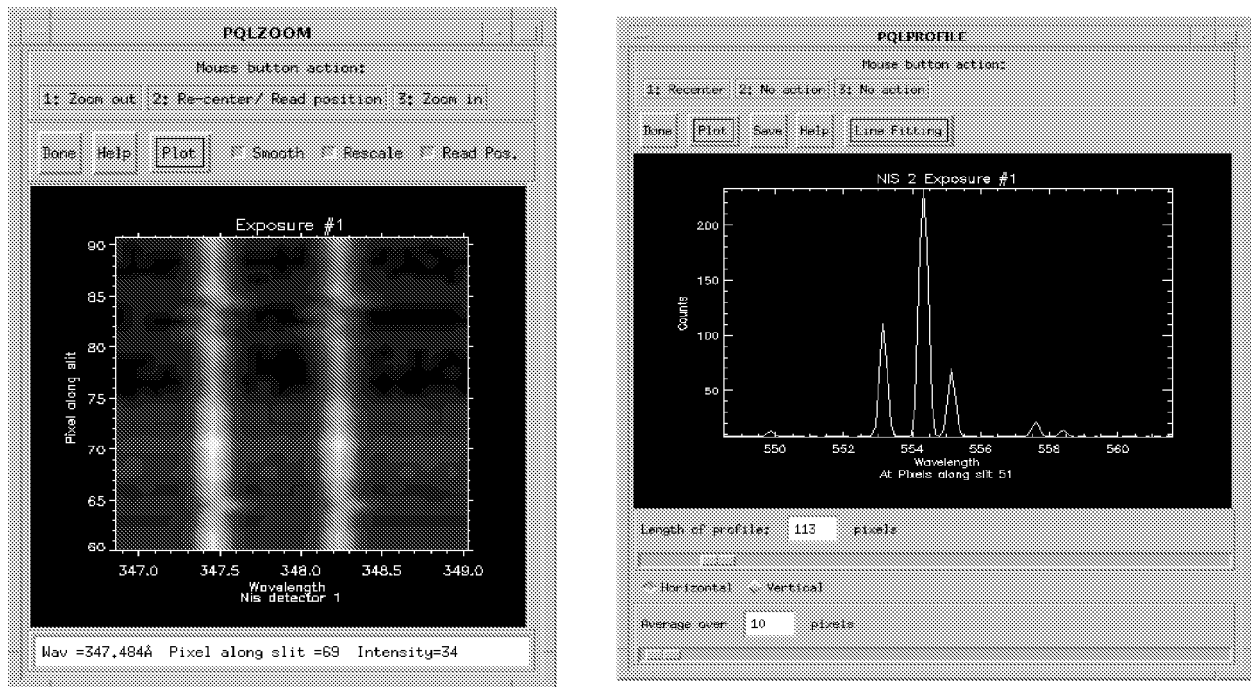 PQLZOOM
Mouse button action:
1: Zoom out 2: Re-center/ Read position 3: Zoom in
Done Help Plot Smooth Rescale Read Pos.
Exposure #1
90
85
80
75
70
65
60
Pixel along slit
347.0 347.5 348.0 348.5 349.0
Wavelength
Nis detector 1
Wav =347.484Å Pixel along slit =69 Intensity=34
PQLPROFILE
Mouse button action:
1: Recenter 2: No action 3: No action
Done Plot Save Help Line Fitting
NIS 2 Exposure #1
200
150
100
50
Counts
550 552 554 556 558 560
Wavelength
At Pixels along slit 51
Length of profile: 113 pixels
Horizontal Vertical
Average over 10 pixels